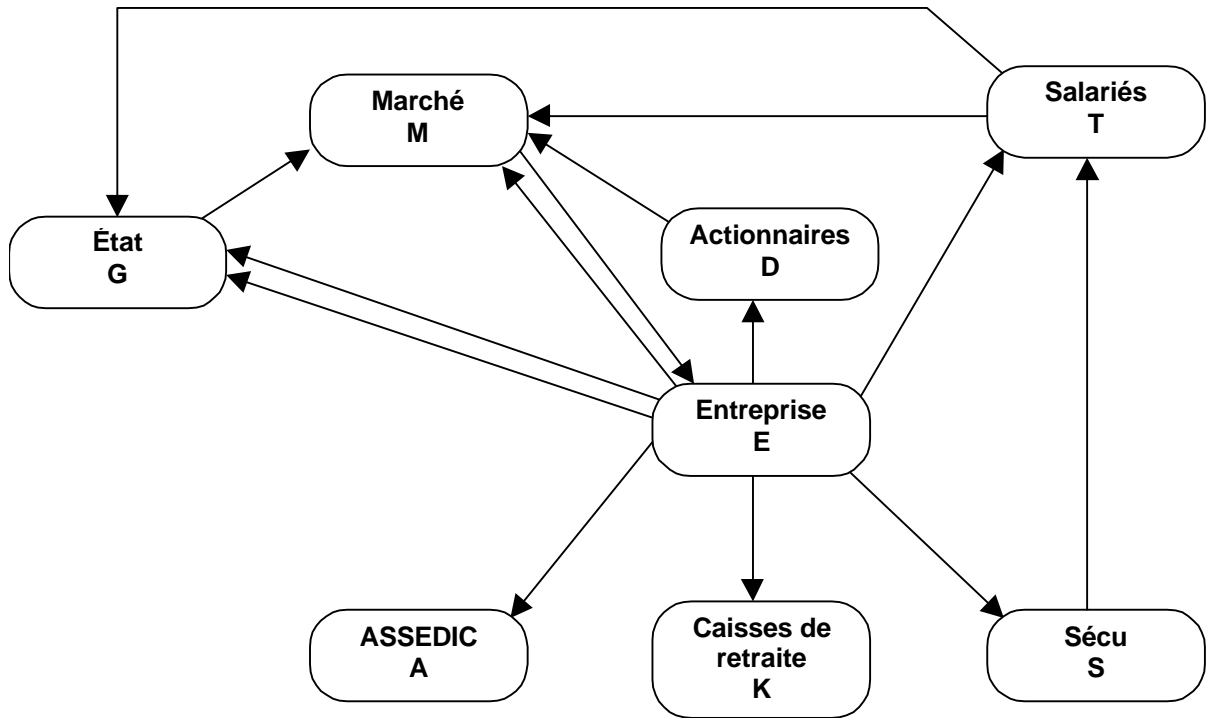 Marché
M
Salariés
T
État
G
Actionnaires
D
Entreprise
E
ASSEDIC
A
Caisses de
retraite
K
Sécu
S